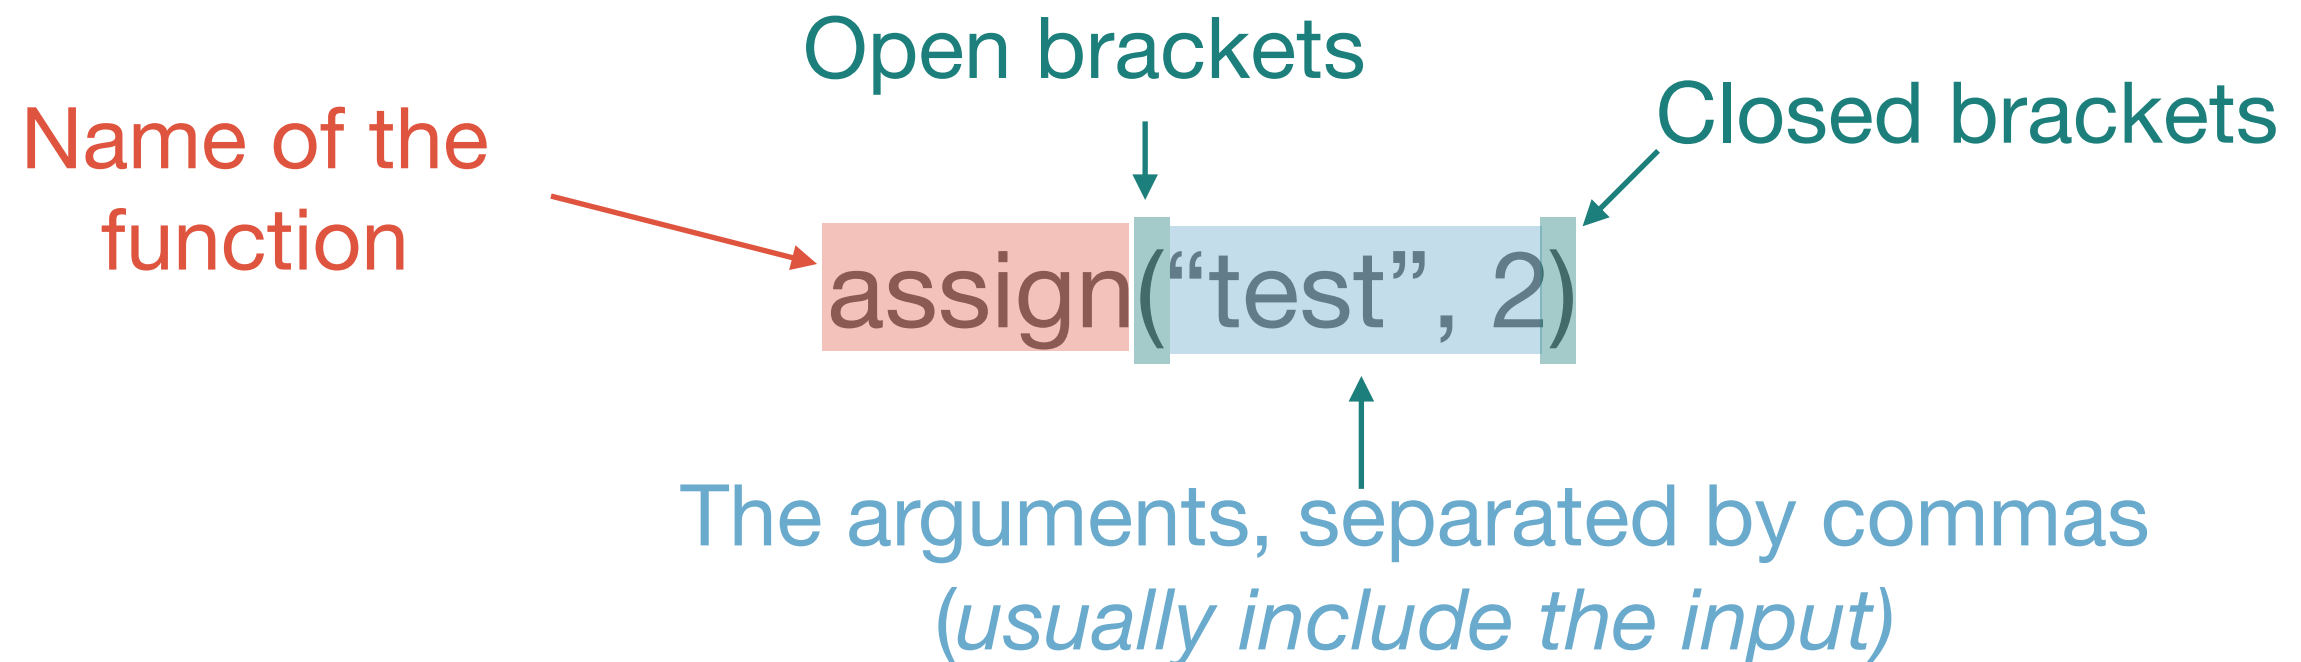 Open brackets
Closed brackets
Name of the
function
assign(“test”, 2)
The arguments, separated by commas
(usually include the input)